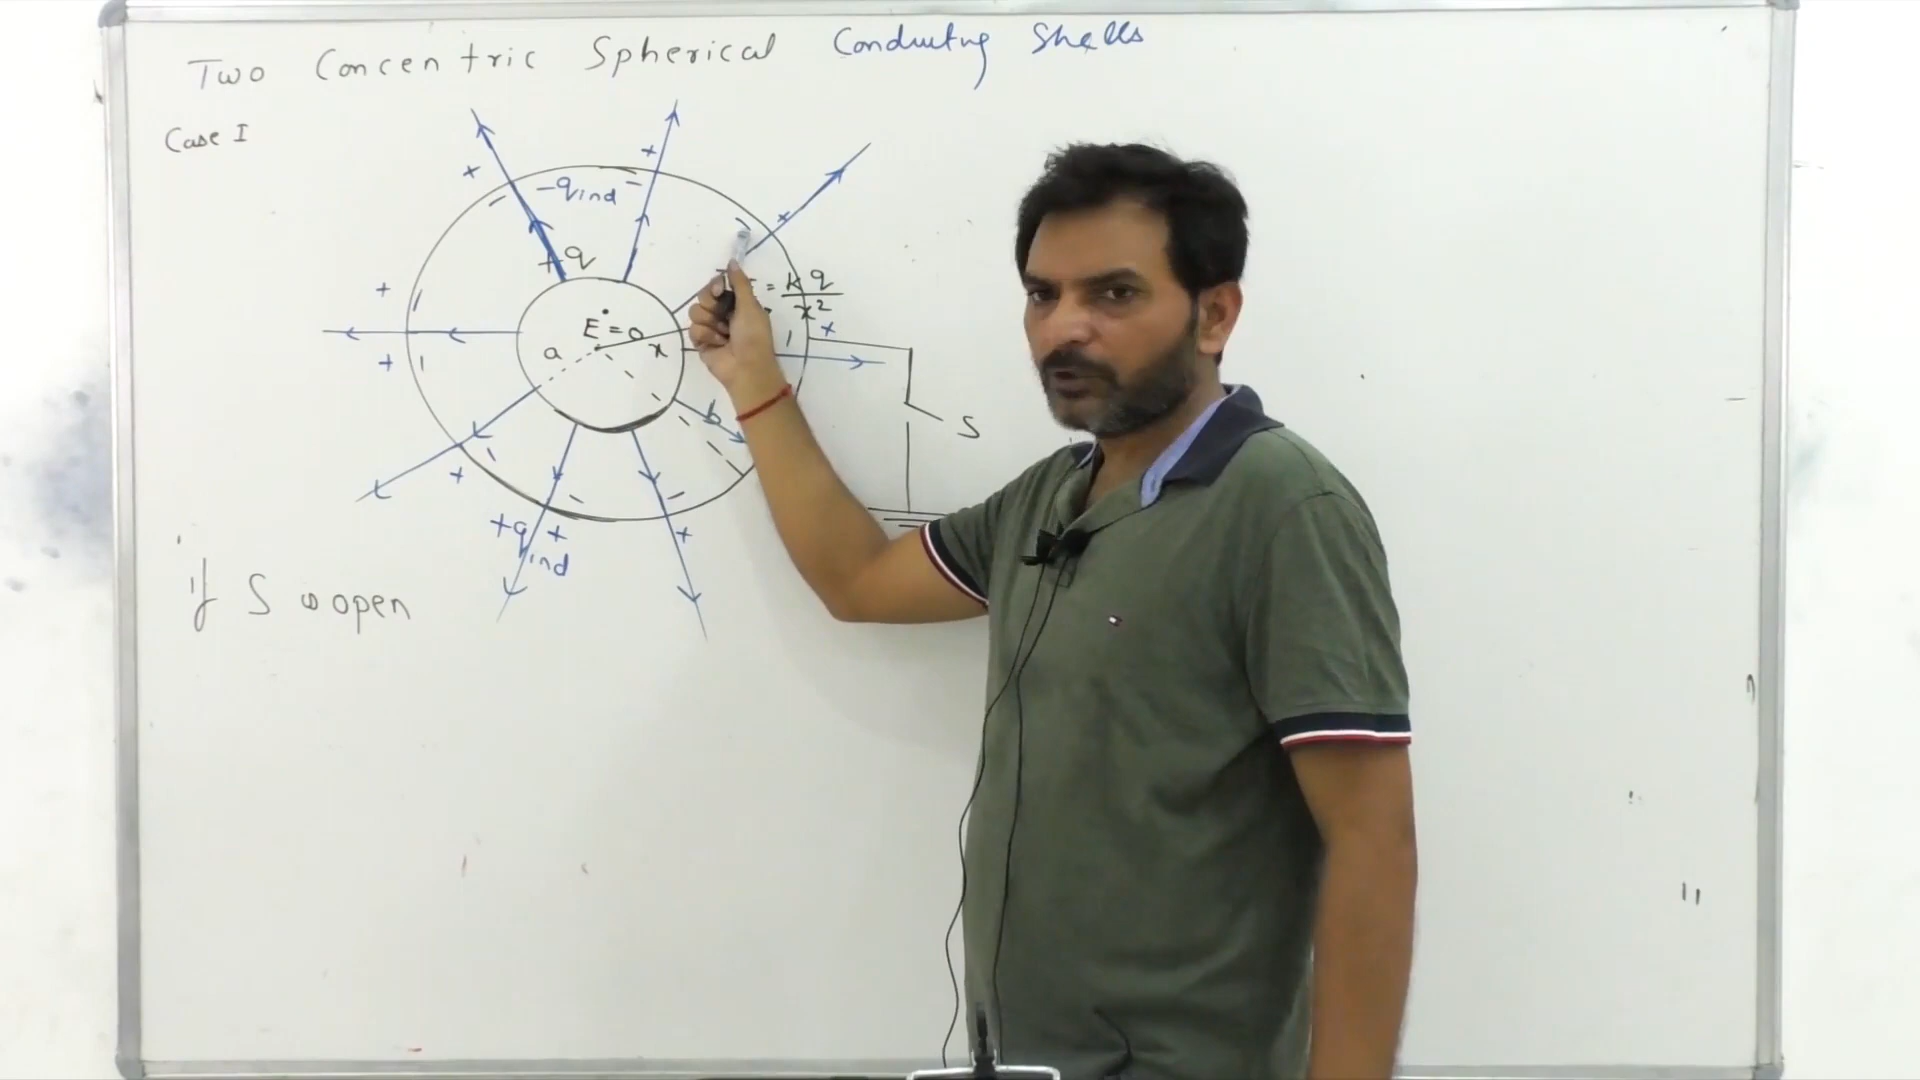 Two Concentric Spherical Conducting Shells
Case I
-qind
+q
= kq/x²
E=0
a
x
b
S
+qind
if S is open